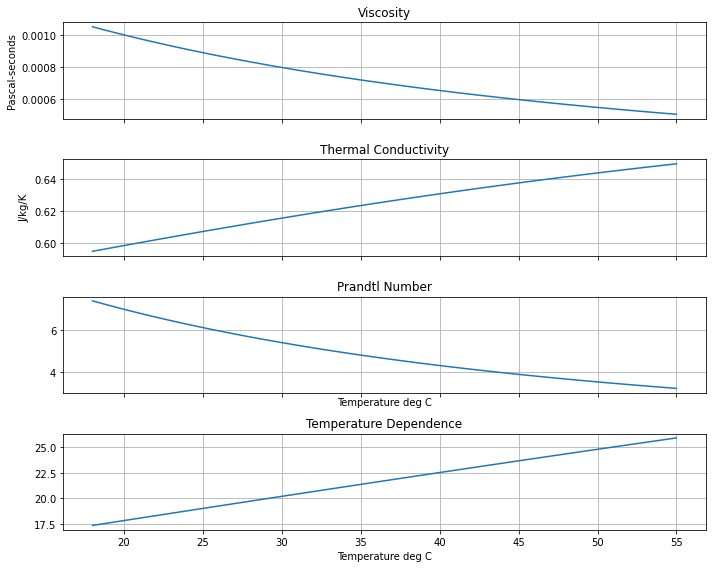 Viscosity
0.0010
0.0008
0.0006
Pascal-seconds
Thermal Conductivity
0.64
0.62
0.60
J/kg/K
Prandtl Number
6
4
Temperature deg C
Temperature Dependence
25.0
22.5
20.0
17.5
20 25 30 35 40 45 50 55
Temperature deg C